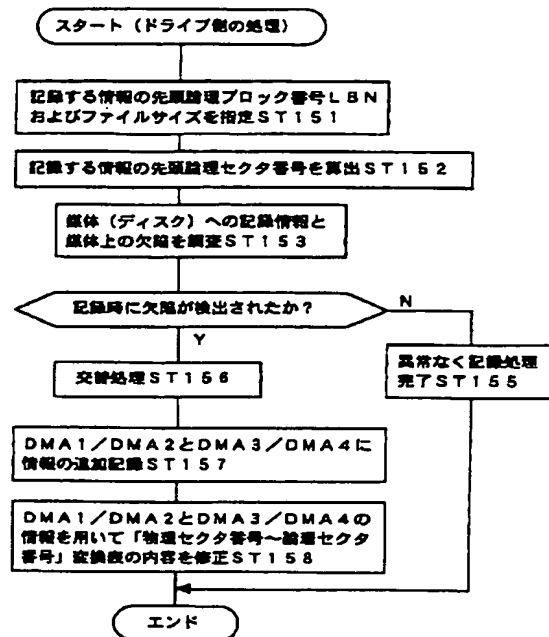 スタート（ドライブ側の処理）
記録する情報の先頭論理ブロック番号LBN
およびファイルサイズを指定ST151
記録する情報の先頭論理セクタ番号を算出ST152
媒体（ディスク）への記録情報と
媒体上の欠陥を調査ST153
記録時に欠陥が検出されたか？
N
Y
異常なく記録処理
完了ST155
交替処理ST156
DMA1／DMA2とDMA3／DMA4に
情報の追加記録ST157
DMA1／DMA2とDMA3／DMA4の
情報を用いて「物理セクタ番号～論理セクタ
番号」変換表の内容を修正ST158
エンド